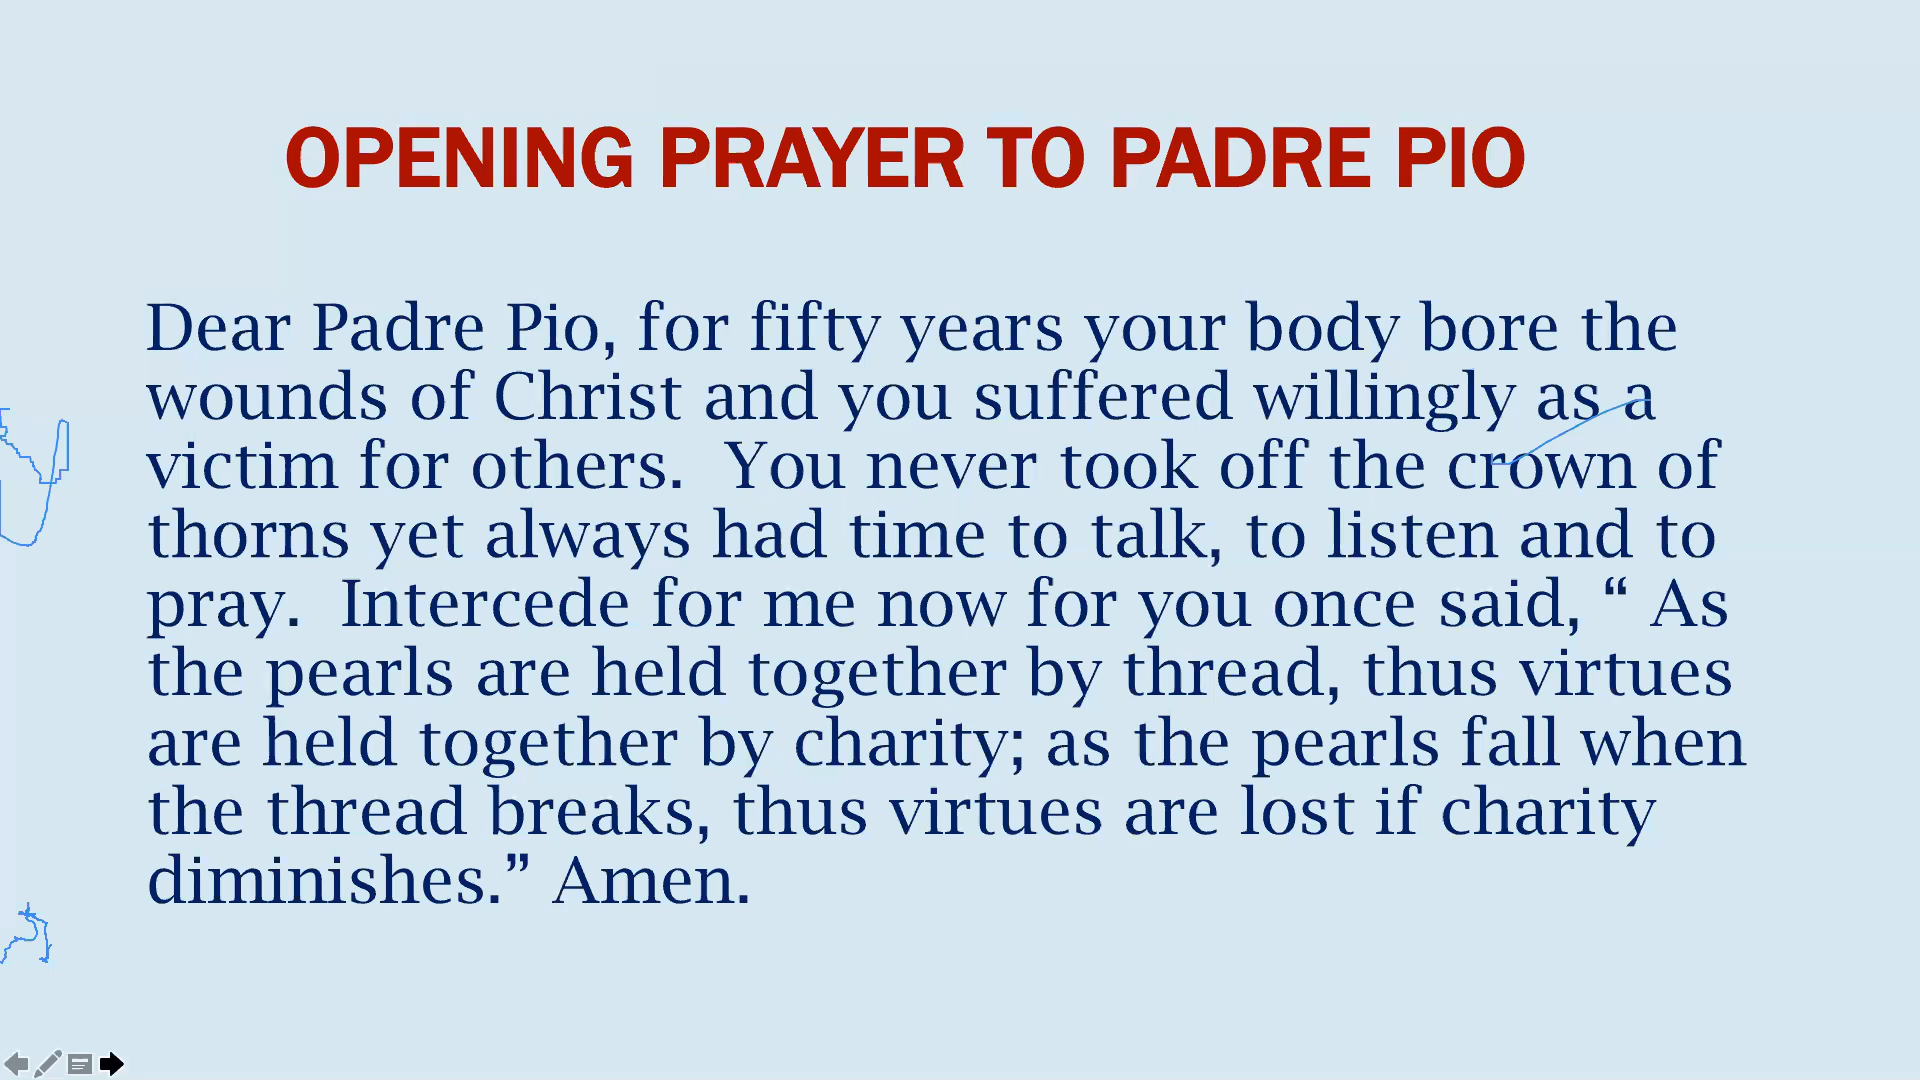 OPENING PRAYER TO PADRE PIO
Dear Padre Pio, for fifty years your body bore the
wounds of Christ and you suffered willingly as a
victim for others.  You never took off the crown of
thorns yet always had time to talk, to listen and to
pray.  Intercede for me now for you once said, “ As
the pearls are held together by thread, thus virtues
are held together by charity; as the pearls fall when
the thread breaks, thus virtues are lost if charity
diminishes.” Amen.